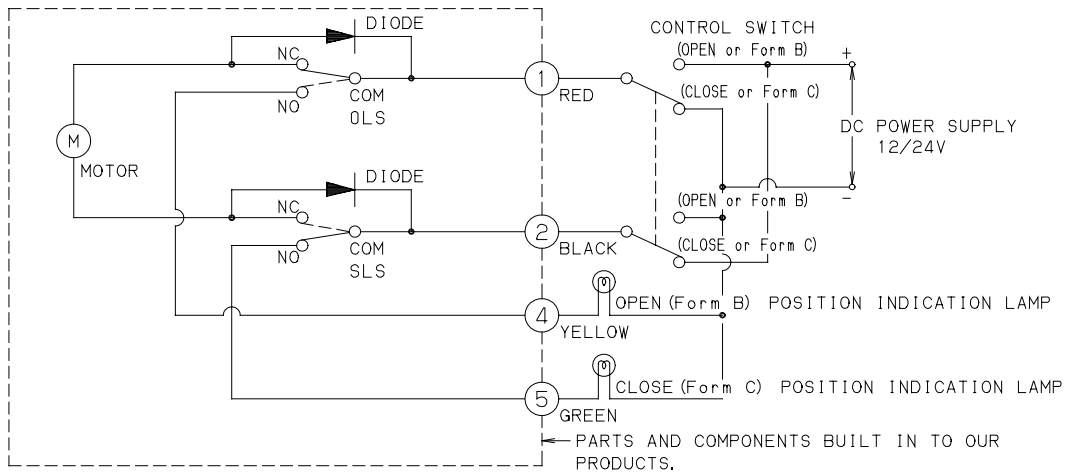 DIODE
CONTROL SWITCH
(OPEN or Form B)
NC
+
1
(CLOSE or Form C)
NO
COM
RED
OLS
DC POWER SUPPLY
12/24V
M
MOTOR
DIODE
-
(OPEN or Form B)
NC
2
(CLOSE or Form C)
NO
COM
BLACK
SLS
OPEN (Form B) POSITION INDICATION LAMP
4
YELLOW
CLOSE (Form C) POSITION INDICATION LAMP
5
GREEN
PARTS AND COMPONENTS BUILT IN TO OUR
PRODUCTS.